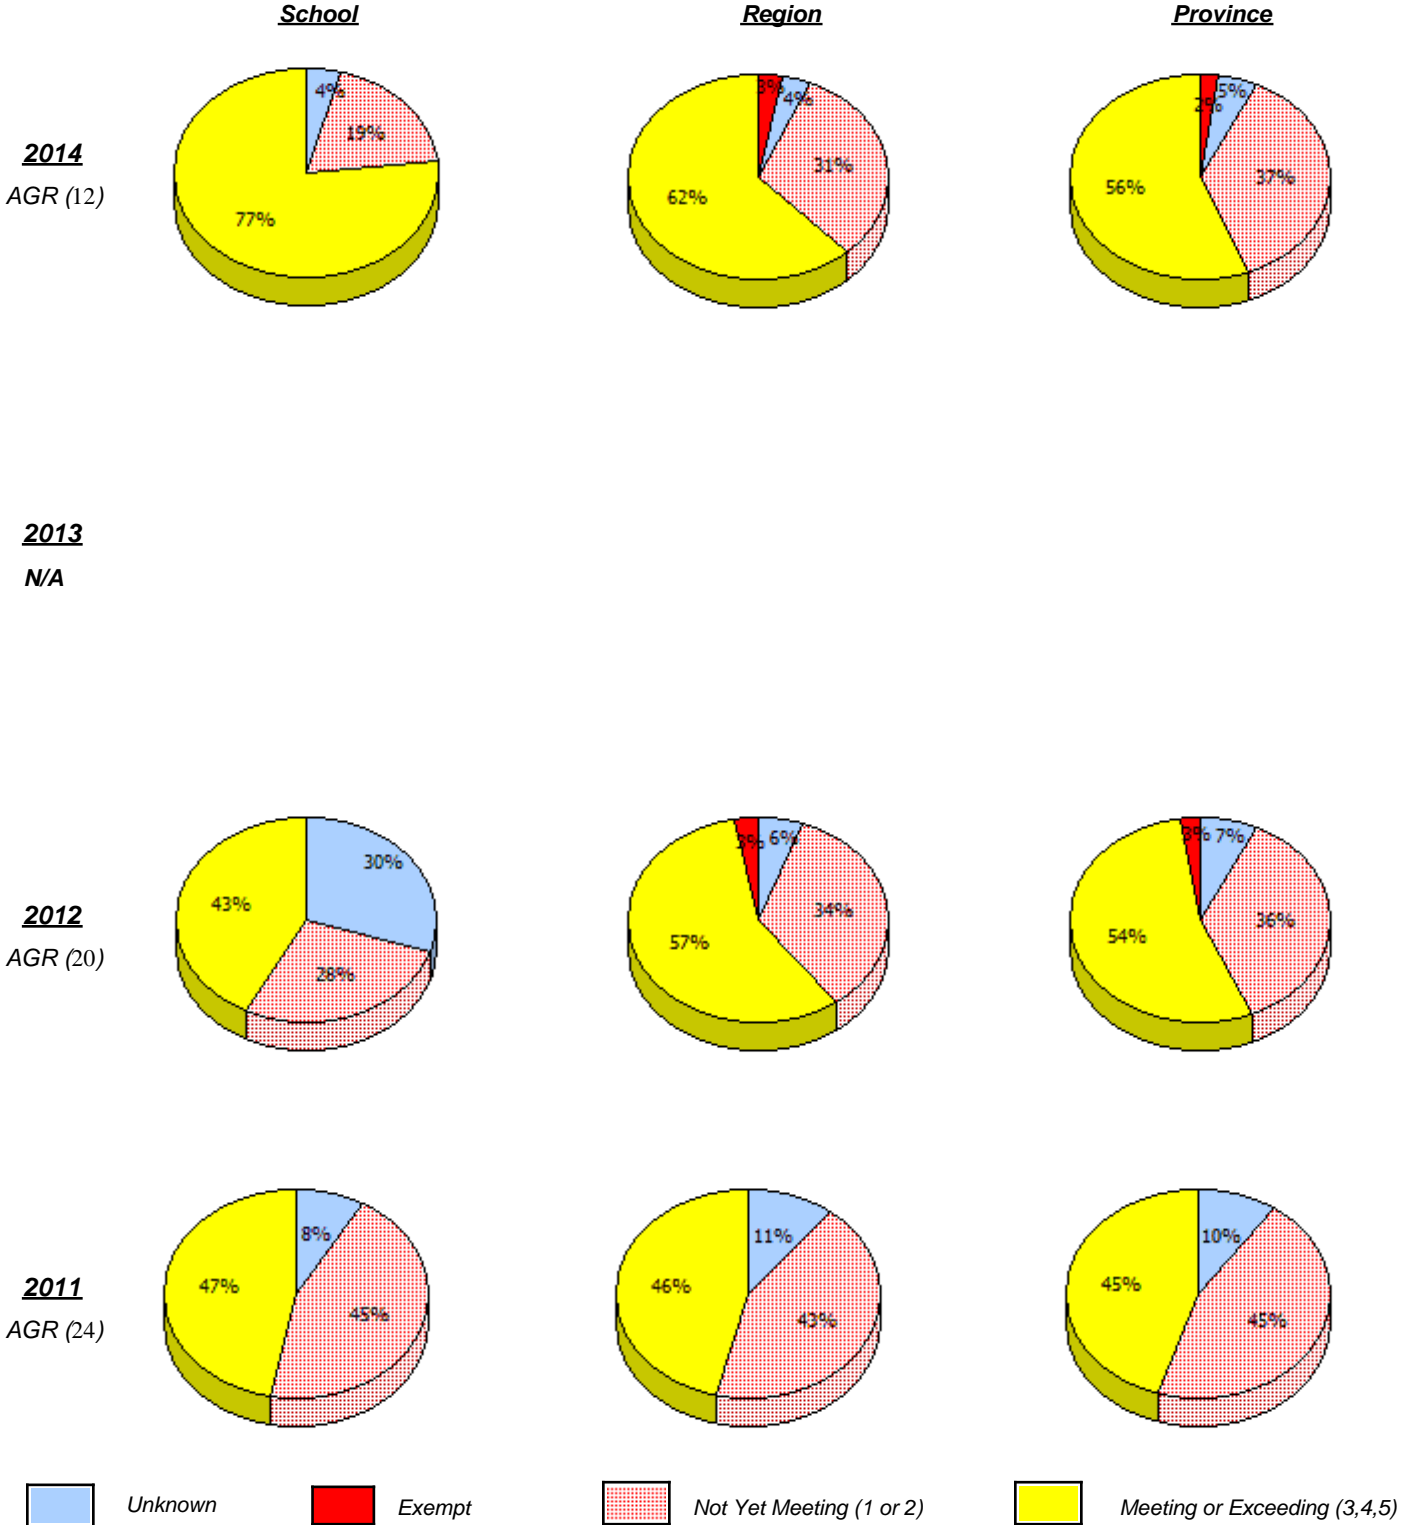 School Region Province
4% 19% 77%
3% 4% 31% 62%
2% 5% 37% 56%
2014
AGR (12)
2013
N/A
30% 28% 43%
3% 6% 34% 57%
3% 7% 36% 54%
2012
AGR (20)
8% 45% 47%
11% 43% 46%
10% 45% 45%
2011
AGR (24)
Unknown Exempt Not Yet Meeting (1 or 2) Meeting or Exceeding (3,4,5)